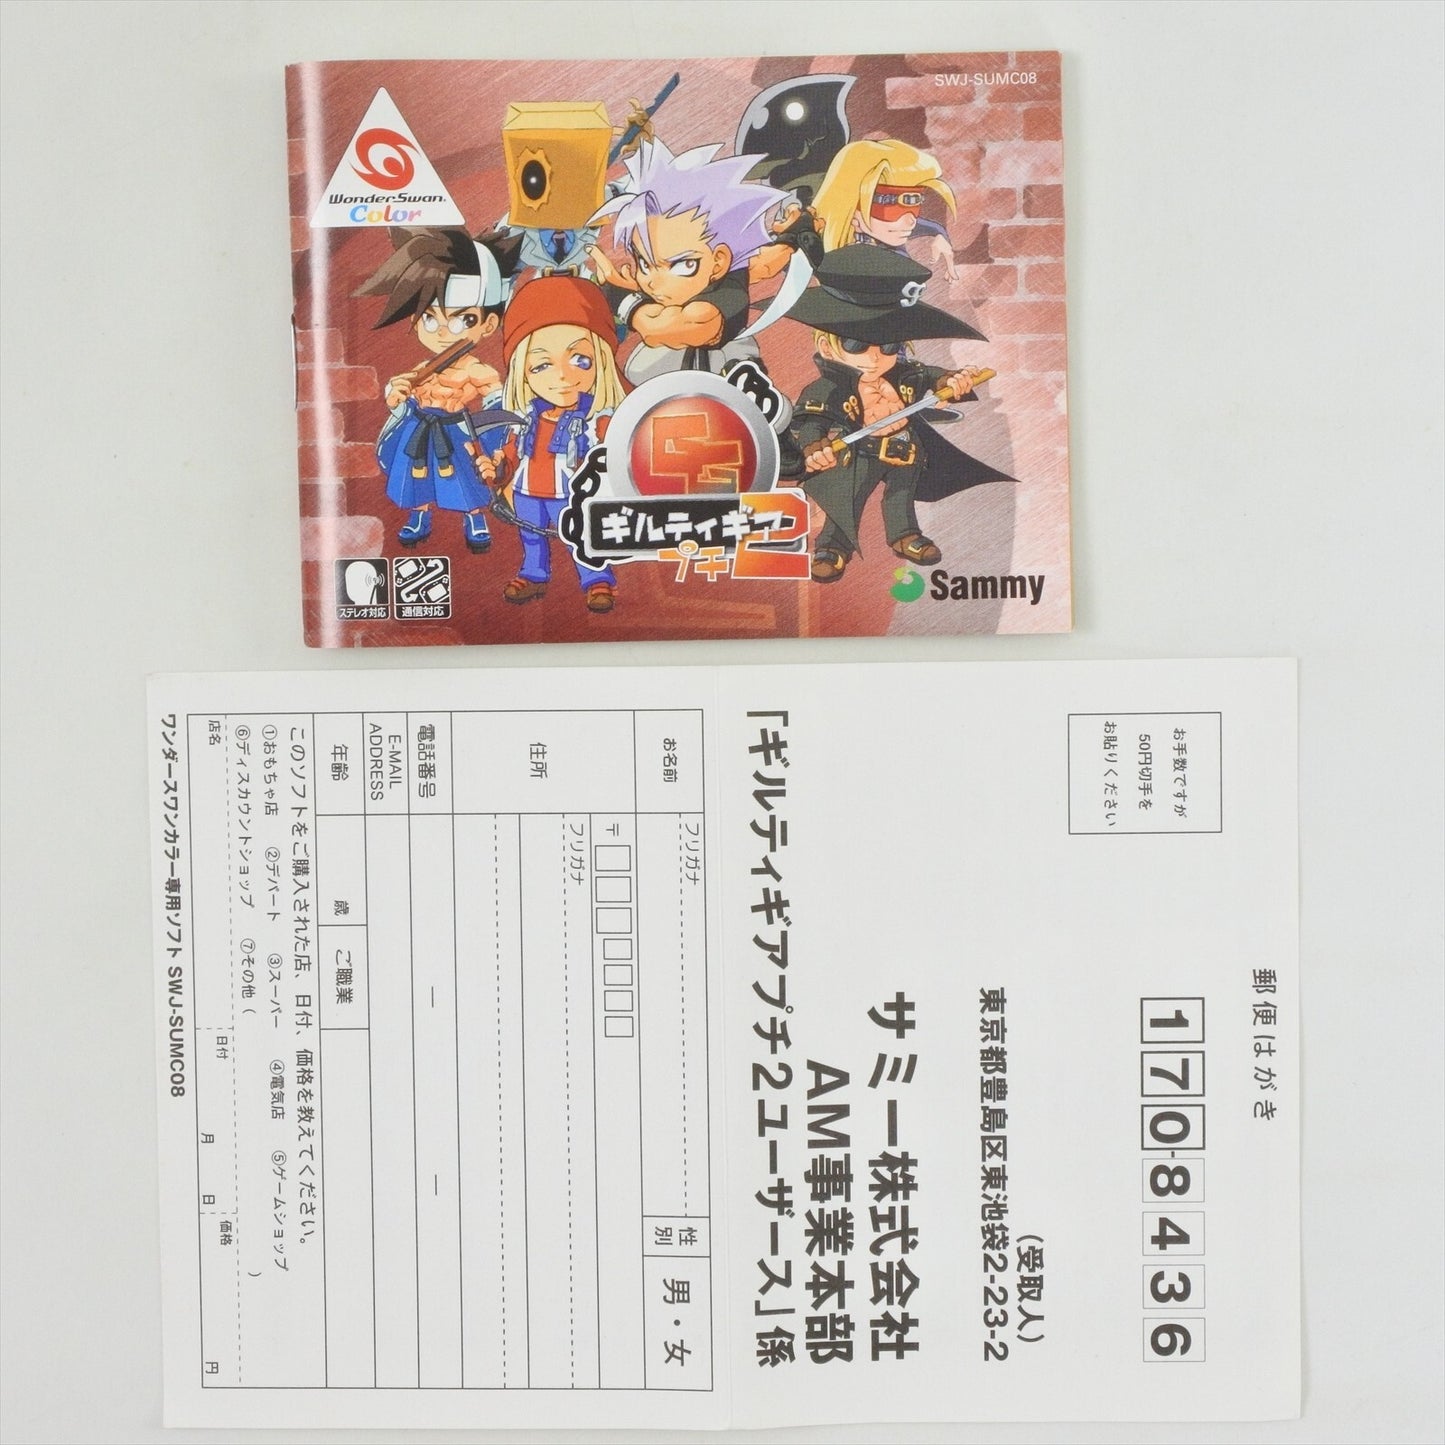 SWJ-SUMC08
WonderSwan
Color
ギルティギア
プチ2
ステレオ対応
通信対応
Sammy
郵便はがき
お手数ですが
50円切手を
お貼りください
170-8436
(受取人)
東京都豊島区東池袋2-23-2
サミー株式会社
AM事業本部
「ギルティギアプチ2ユーザース」係
お名前
フリガナ
性別
男・女
住所
〒
フリガナ
電話番号
— —
E-MAIL
ADDRESS
年齢
歳
ご職業
このソフトをご購入された店、日付、価格を教えてください。
①おもちゃ店 ②デパート ③スーパー ④電気店 ⑤ゲームショップ
⑥ディスカウントショップ ⑦その他( )
店名
日付
月 日
価格
円
ワンダースワンカラー専用ソフト SWJ-SUMC08